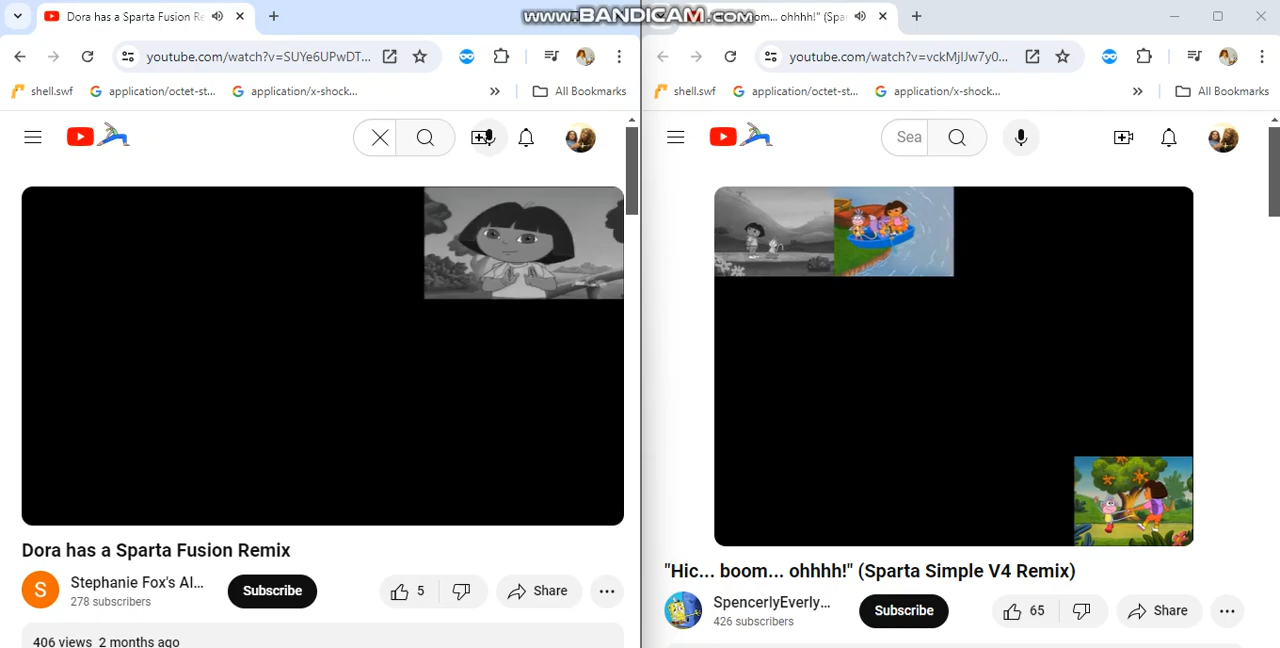 Dora has a Sparta Fusion Re
www.BANDICAM.com
boom... ohhhh!" (Spa
youtube.com/watch?v=SUYe6UPwDT...
youtube.com/watch?v=vckMjlJw7y0...
shell.swf
application/octet-st...
application/x-shock...
All Bookmarks
shell.swf
application/octet-st...
application/x-shock...
All Bookmarks
Sea
Dora has a Sparta Fusion Remix
S
Stephanie Fox's Al...
278 subscribers
Subscribe
5
Share
406 views 2 months ago
"Hic... boom... ohhhh!" (Sparta Simple V4 Remix)
SpencerlyEverly...
426 subscribers
Subscribe
65
Share